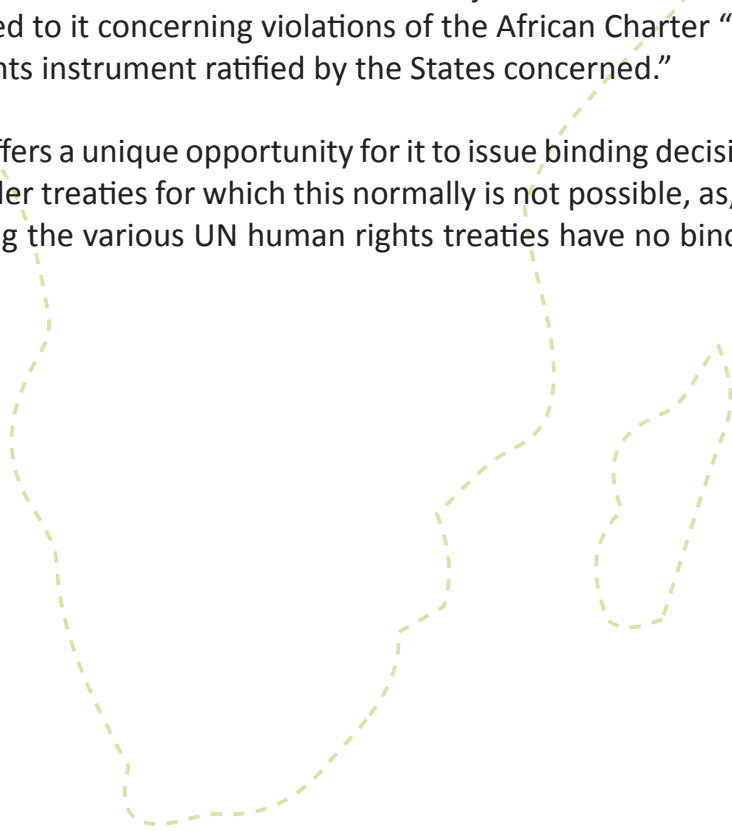 ed to it concerning violations of the African Charter “
nts instrument ratified by the States concerned.”
ffers a unique opportunity for it to issue binding decisi
der treaties for which this normally is not possible, as,
g the various UN human rights treaties have no bind